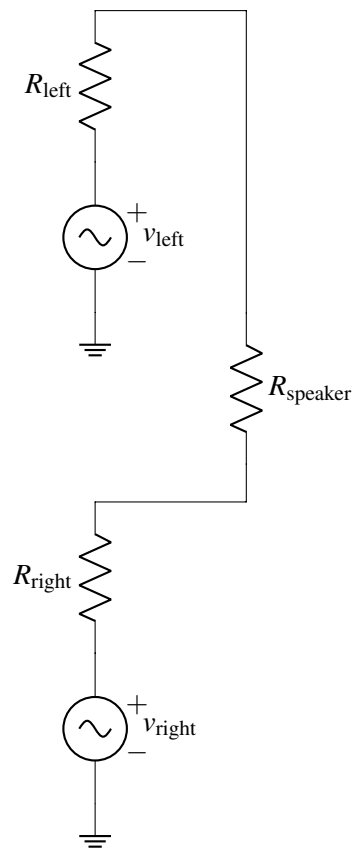 R_left
+
v_left
−
R_speaker
R_right
+
v_right
−